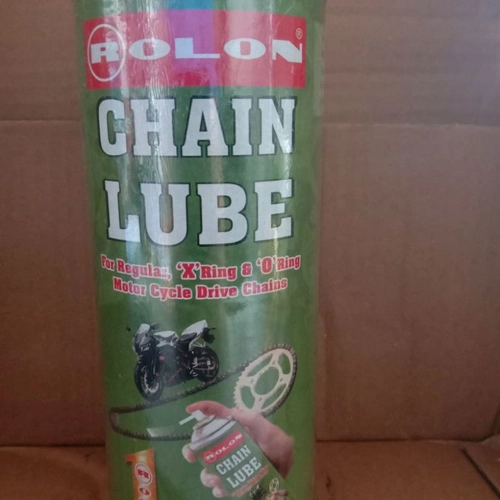 ROLON®
CHAIN
LUBE
For Regular, 'X' Ring & 'O' Ring
Motor Cycle Drive Chains
ROLON
CHAIN
LUBE